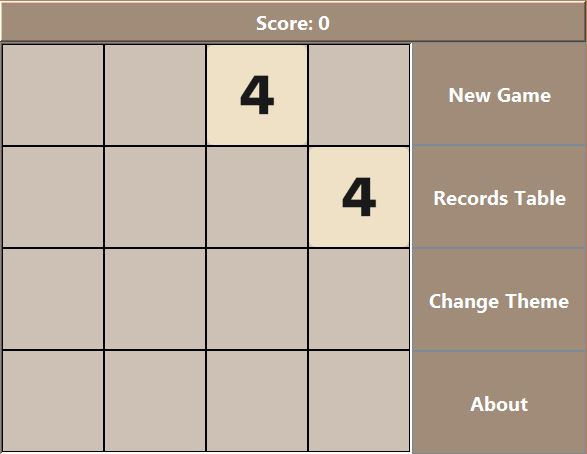 Score: 0
4
New Game
4
Records Table
Change Theme
About